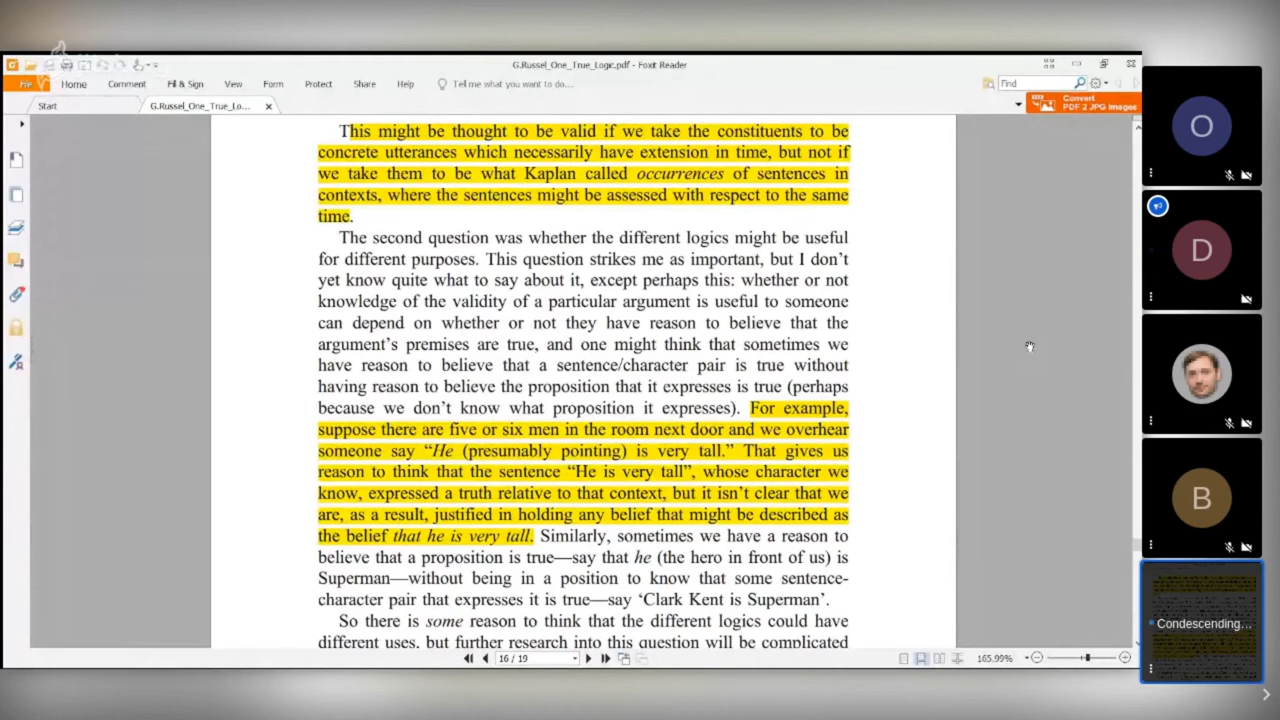 G.Russel_One_True_Logic.pdf - Foxit Reader
File Home Comment Fill & Sign View Form Protect Share Help Tell me what you want to do... Find
Start G.Russel_One_True_Lo... Convert
PDF 2 JPG Images
This might be thought to be valid if we take the constituents to be
concrete utterances which necessarily have extension in time, but not if
we take them to be what Kaplan called occurrences of sentences in
contexts, where the sentences might be assessed with respect to the same
time.
The second question was whether the different logics might be useful
for different purposes. This question strikes me as important, but I don’t
yet know quite what to say about it, except perhaps this: whether or not
knowledge of the validity of a particular argument is useful to someone
can depend on whether or not they have reason to believe that the
argument’s premises are true, and one might think that sometimes we
have reason to believe that a sentence/character pair is true without
having reason to believe the proposition that it expresses is true (perhaps
because we don’t know what proposition it expresses). For example,
suppose there are five or six men in the room next door and we overhear
someone say “He (presumably pointing) is very tall.” That gives us
reason to think that the sentence “He is very tall”, whose character we
know, expressed a truth relative to that context, but it isn’t clear that we
are, as a result, justified in holding any belief that might be described as
the belief that he is very tall. Similarly, sometimes we have a reason to
believe that a proposition is true—say that he (the hero in front of us) is
Superman—without being in a position to know that some sentence-
character pair that expresses it is true—say ‘Clark Kent is Superman’.
So there is some reason to think that the different logics could have
different uses, but further research into this question will be complicated
16 / 19 165.99%
O
D
B
Condescending...